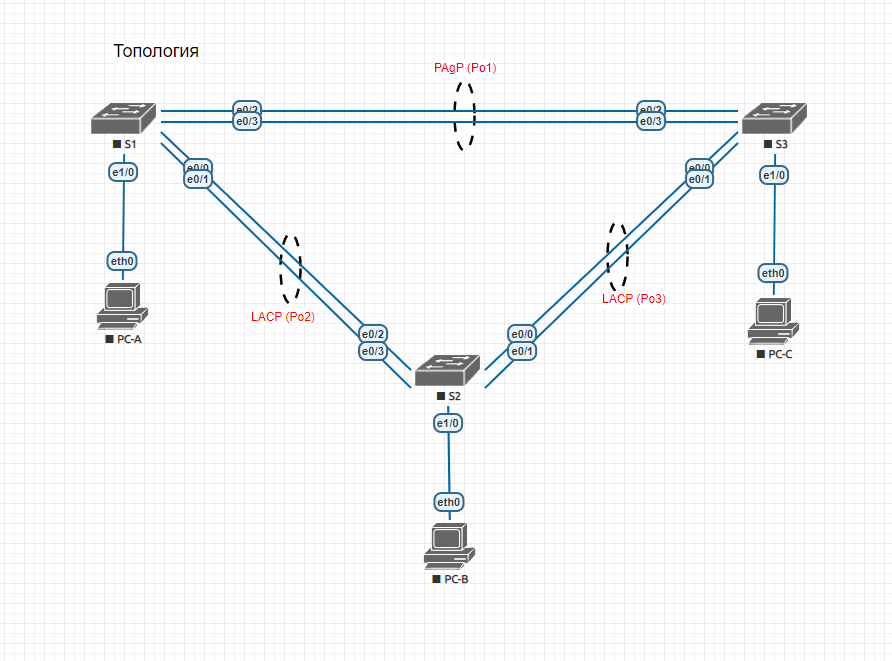 Топология
PAgP (Po1)
e0/2
e0/2
e0/3
e0/3
S1
S3
e1/0
e0/0
e0/1
e0/0
e0/1
e1/0
eth0
eth0
LACP (Po2)
LACP (Po3)
PC-A
PC-C
e0/2
e0/3
e0/0
e0/1
S2
e1/0
eth0
PC-B